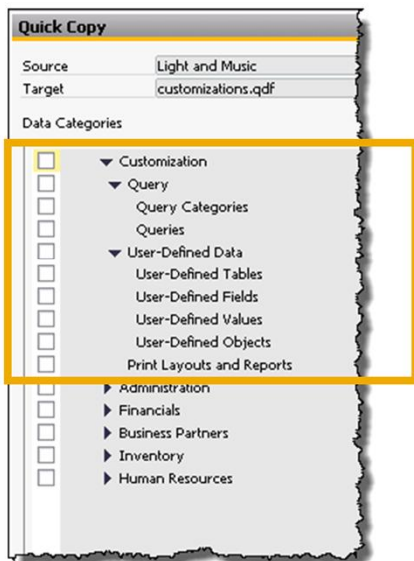 Quick Copy
Source Light and Music
Target customizations.qdf
Data Categories
Customization
Query
Query Categories
Queries
User-Defined Data
User-Defined Tables
User-Defined Fields
User-Defined Values
User-Defined Objects
Print Layouts and Reports
Administration
Financials
Business Partners
Inventory
Human Resources